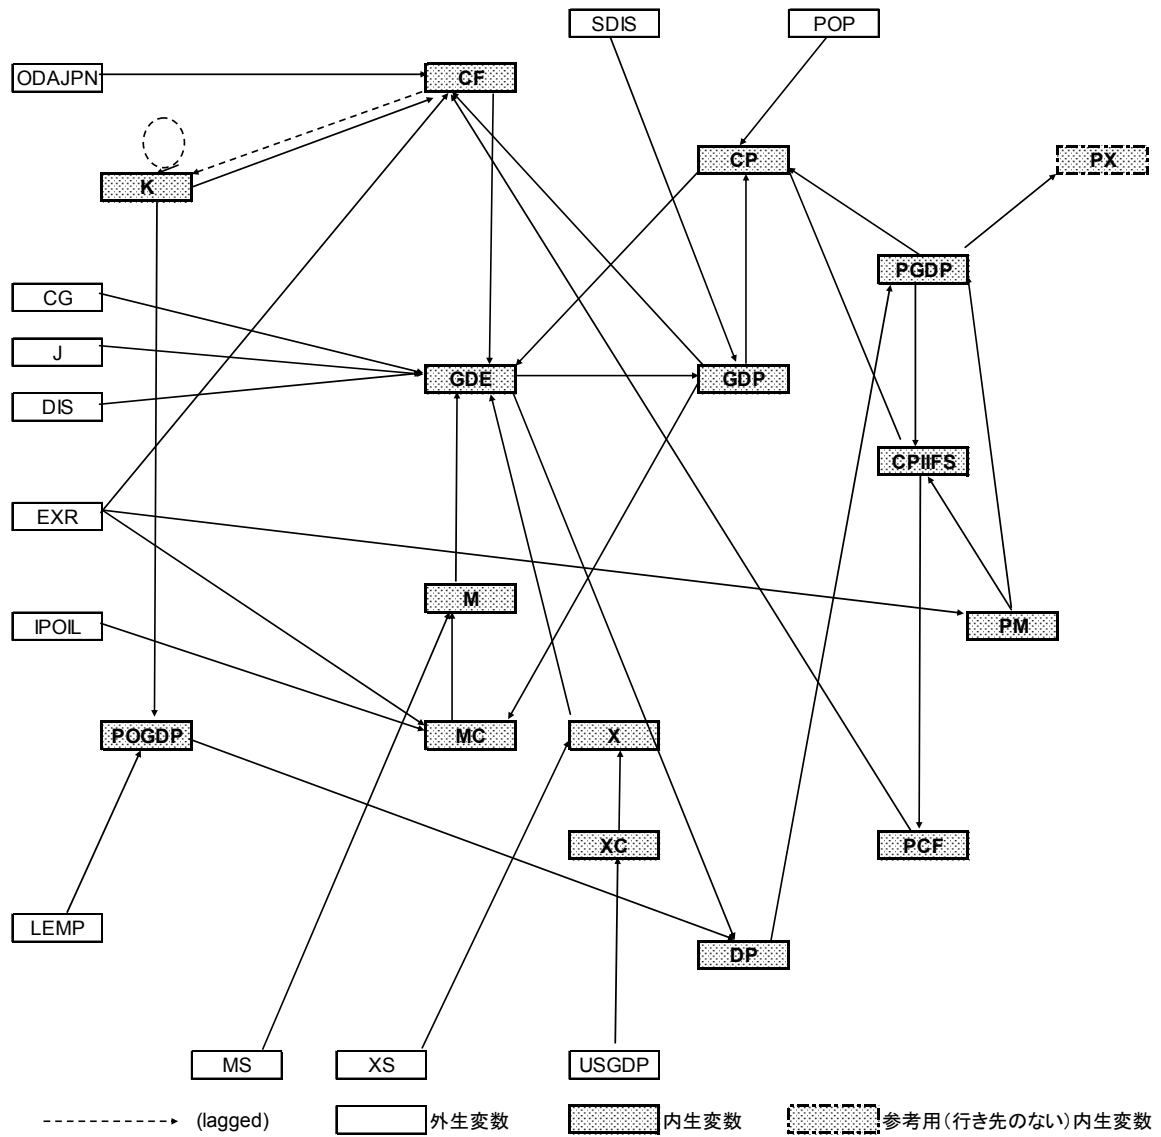 SDIS
POP
ODAJPN
CF
CP
PX
K
PGDP
CG
J
GDE
GDP
DIS
CPIIFS
EXR
M
IPOIL
PM
POGDP
MC
X
XC
PCF
LEMP
DP
MS
XS
USGDP
(lagged)
外生変数
内生変数
参考用(行き先のない)内生変数